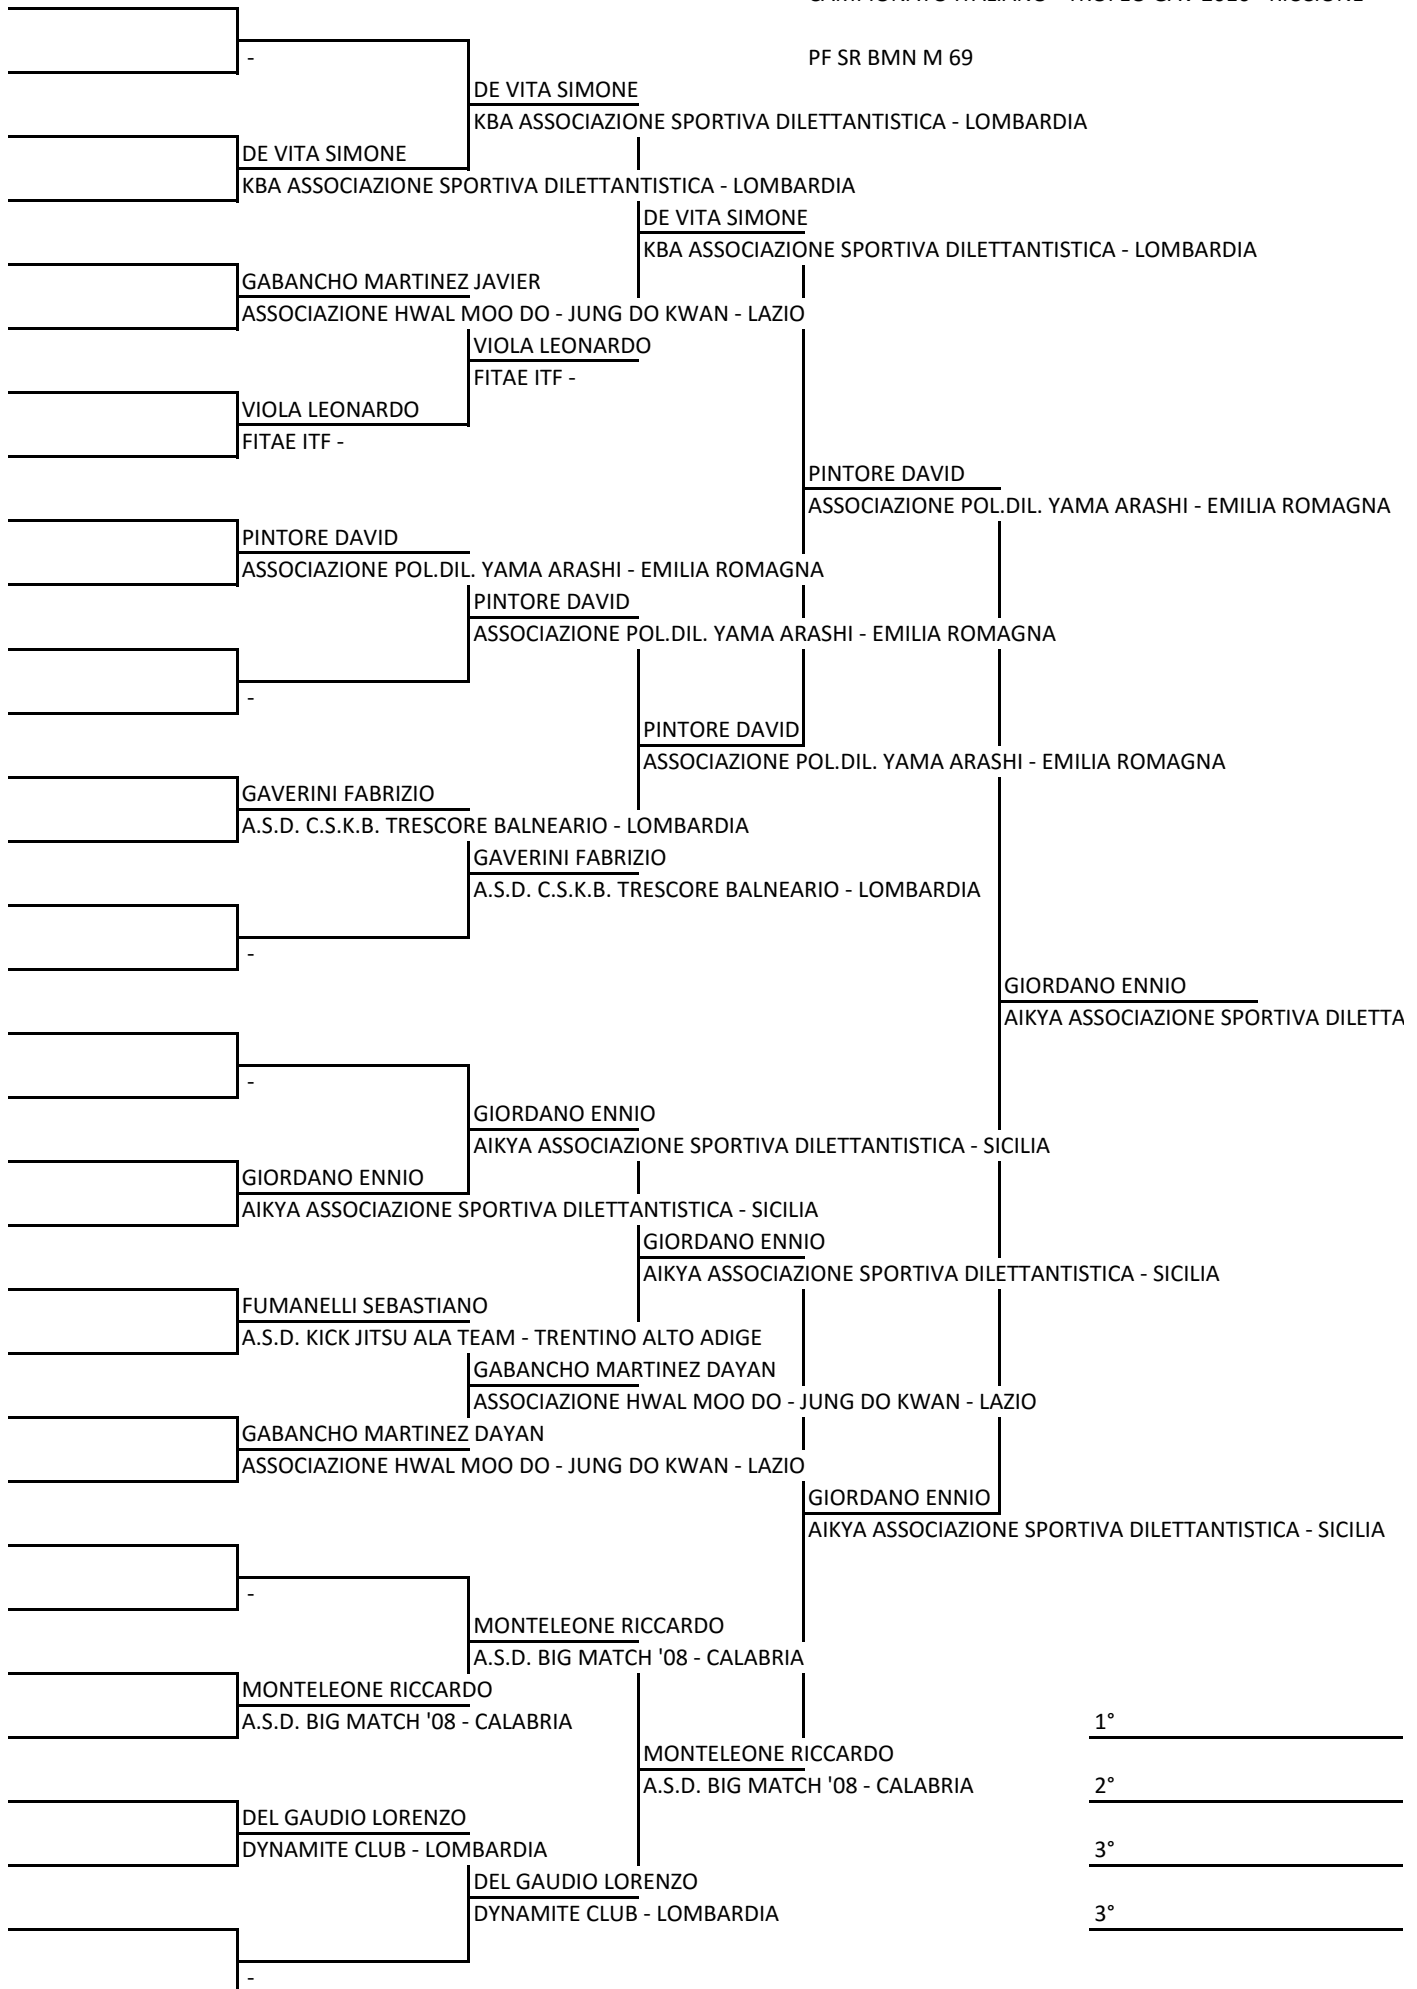 PF SR BMN M 69
-
DE VITA SIMONE
KBA ASSOCIAZIONE SPORTIVA DILETTANTISTICA - LOMBARDIA
DE VITA SIMONE
KBA ASSOCIAZIONE SPORTIVA DILETTANTISTICA - LOMBARDIA
DE VITA SIMONE
KBA ASSOCIAZIONE SPORTIVA DILETTANTISTICA - LOMBARDIA
GABANCHO MARTINEZ JAVIER
ASSOCIAZIONE HWAL MOO DO - JUNG DO KWAN - LAZIO
VIOLA LEONARDO
FITAE ITF -
VIOLA LEONARDO
FITAE ITF -
PINTORE DAVID
ASSOCIAZIONE POL.DIL. YAMA ARASHI - EMILIA ROMAGNA
PINTORE DAVID
ASSOCIAZIONE POL.DIL. YAMA ARASHI - EMILIA ROMAGNA
PINTORE DAVID
ASSOCIAZIONE POL.DIL. YAMA ARASHI - EMILIA ROMAGNA
-
PINTORE DAVID
ASSOCIAZIONE POL.DIL. YAMA ARASHI - EMILIA ROMAGNA
GAVERINI FABRIZIO
A.S.D. C.S.K.B. TRESCORE BALNEARIO - LOMBARDIA
GAVERINI FABRIZIO
A.S.D. C.S.K.B. TRESCORE BALNEARIO - LOMBARDIA
-
GIORDANO ENNIO
AIKYA ASSOCIAZIONE SPORTIVA DILETTA
-
GIORDANO ENNIO
AIKYA ASSOCIAZIONE SPORTIVA DILETTANTISTICA - SICILIA
GIORDANO ENNIO
AIKYA ASSOCIAZIONE SPORTIVA DILETTANTISTICA - SICILIA
GIORDANO ENNIO
AIKYA ASSOCIAZIONE SPORTIVA DILETTANTISTICA - SICILIA
FUMANELLI SEBASTIANO
A.S.D. KICK JITSU ALA TEAM - TRENTINO ALTO ADIGE
GABANCHO MARTINEZ DAYAN
ASSOCIAZIONE HWAL MOO DO - JUNG DO KWAN - LAZIO
GABANCHO MARTINEZ DAYAN
ASSOCIAZIONE HWAL MOO DO - JUNG DO KWAN - LAZIO
GIORDANO ENNIO
AIKYA ASSOCIAZIONE SPORTIVA DILETTANTISTICA - SICILIA
-
MONTELEONE RICCARDO
A.S.D. BIG MATCH '08 - CALABRIA
MONTELEONE RICCARDO
A.S.D. BIG MATCH '08 - CALABRIA
1°
MONTELEONE RICCARDO
A.S.D. BIG MATCH '08 - CALABRIA
2°
DEL GAUDIO LORENZO
DYNAMITE CLUB - LOMBARDIA
3°
DEL GAUDIO LORENZO
DYNAMITE CLUB - LOMBARDIA
3°
-